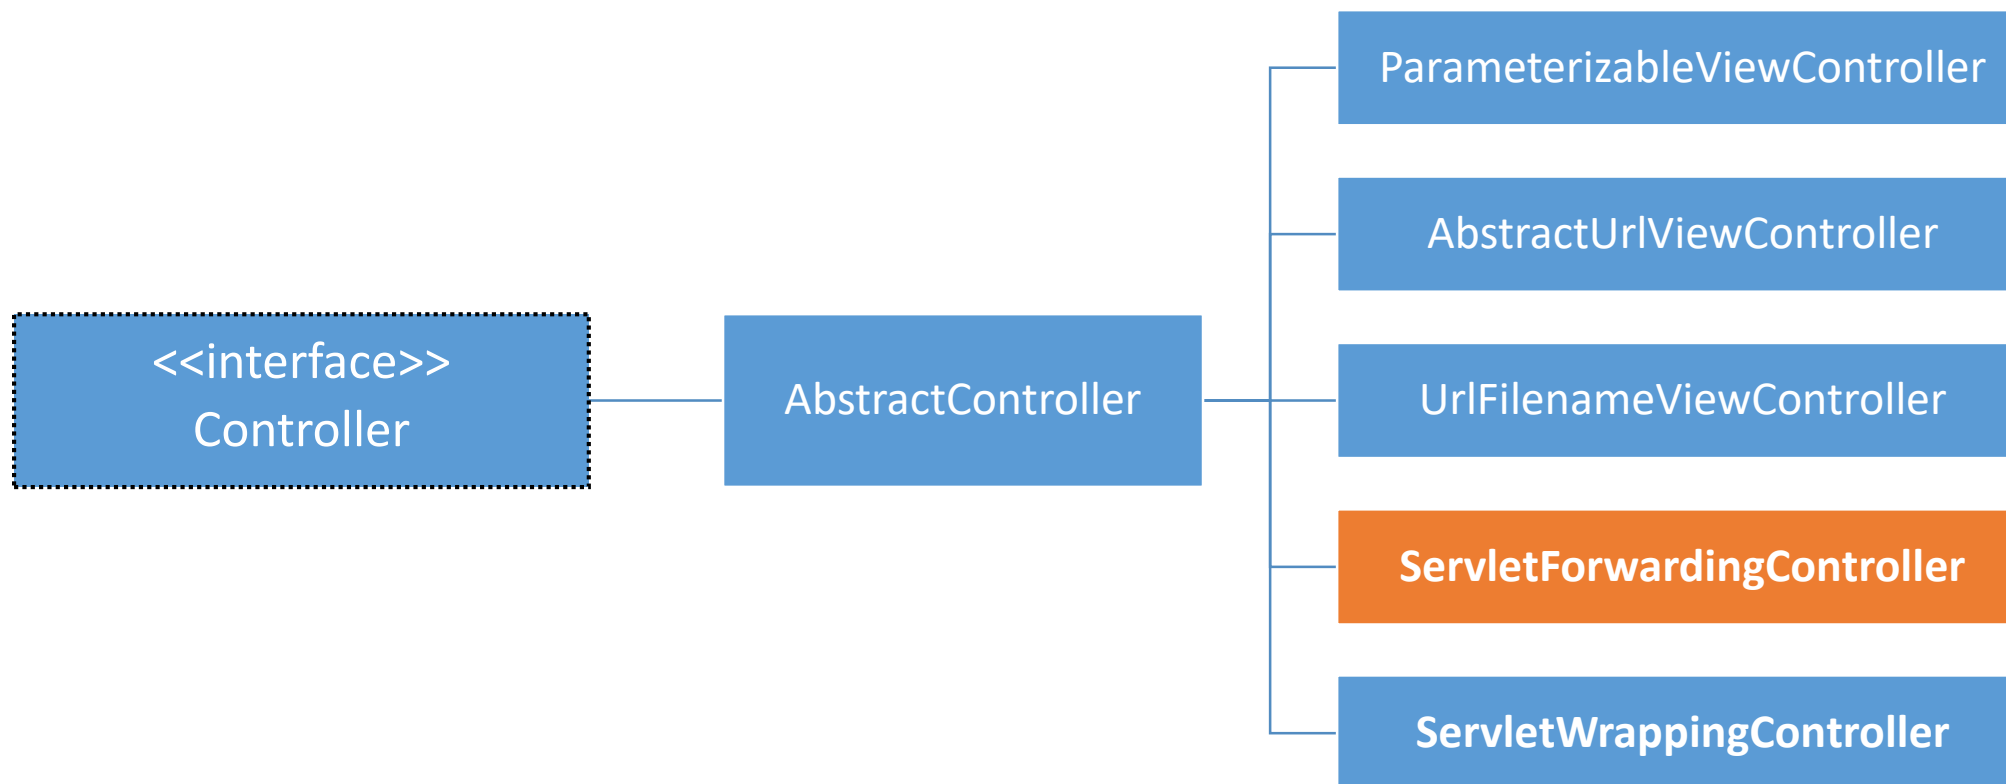 <<interface>>
Controller
AbstractController
ParameterizableViewController
AbstractUrlViewController
UrlFilenameViewController
ServletForwardingController
ServletWrappingController